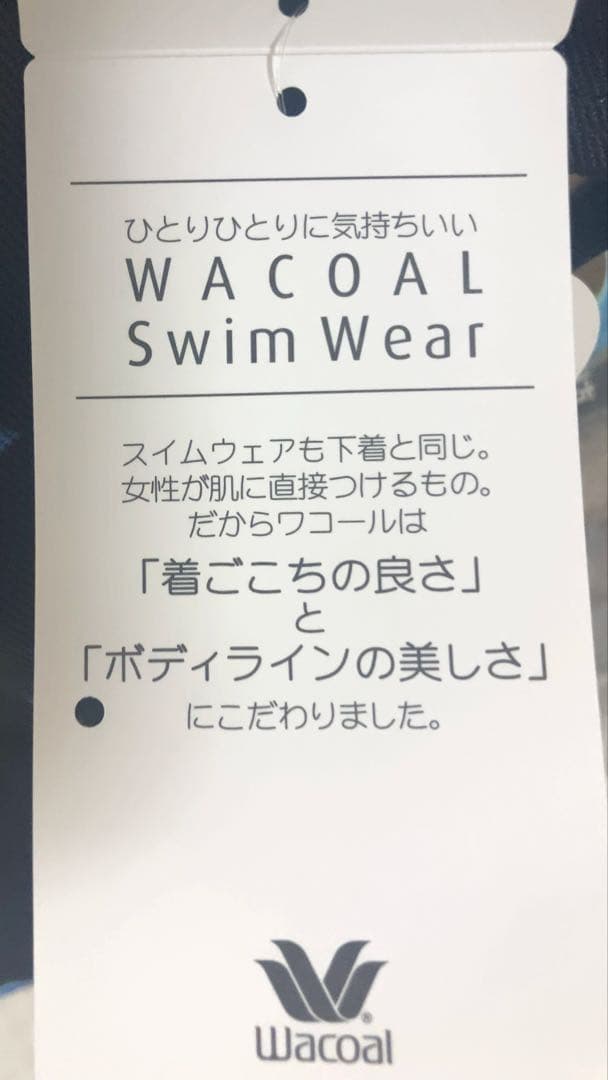 ひとりひとりに気持ちいい
WACOAL
Swim Wear
スイムウェアも下着と同じ。
女性が肌に直接つけるもの。
だからワコールは
「着ごこちの良さ」
と
「ボディラインの美しさ」
にこだわりました。
Wacoal®